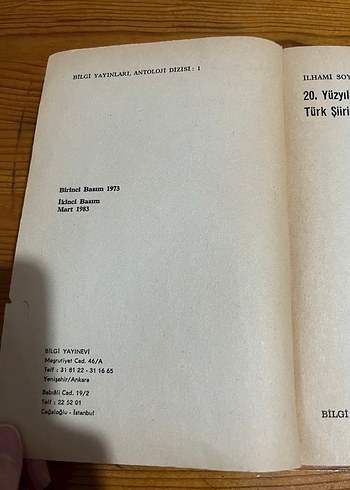 BİLGİ YAYINLARI, ANTOLOJİ DİZİSİ : 1
Birinci Basım 1973
İkinci Basım
Mart 1983
BİLGİ YAYINEVİ
Meşrutiyet Cad. 46/A
Telf : 31 81 22 - 31 16 65
Yenişehir/Ankara
Babıâli Cad. 19/2
Telf : 22 52 01
Cağaloğlu - İstanbul
İLHAMİ SOY
20. Yüzyıl
Türk Şiiri
BİLGİ